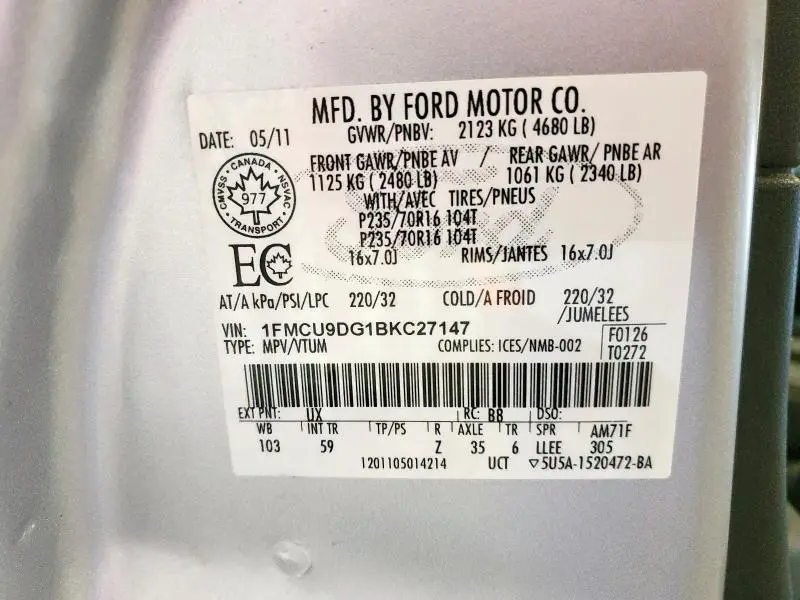 MFD. BY FORD MOTOR CO.
DATE: 05/11 GVWR/PNBV: 2123 KG ( 4680 LB)
FRONT GAWR/PNBE AV / REAR GAWR/ PNBE AR
1125 KG ( 2480 LB) 1061 KG ( 2340 LB)
WITH/AVEC TIRES/PNEUS
P235/70R16 104T
P235/70R16 104T
16x7.0J RIMS/JANTES 16x7.0J
CANADA
CMVSS 977 NSVAC
TRANSPORT
EC
AT/A kPa/PSI/LPC 220/32 COLD/A FROID 220/32
/JUMELEES
VIN: 1FMCU9DG1BKC27147 F0126
TYPE: MPV/VTUM COMPLIES: ICES/NMB-002 T0272
EXT PNT: UX RC: B8 DSO:
WB INT TR TP/PS R AXLE TR SPR AM71F
103 59 Z 35 6 LLEE 305
1201105014214 UCT ▽5U5A-1520472-BA